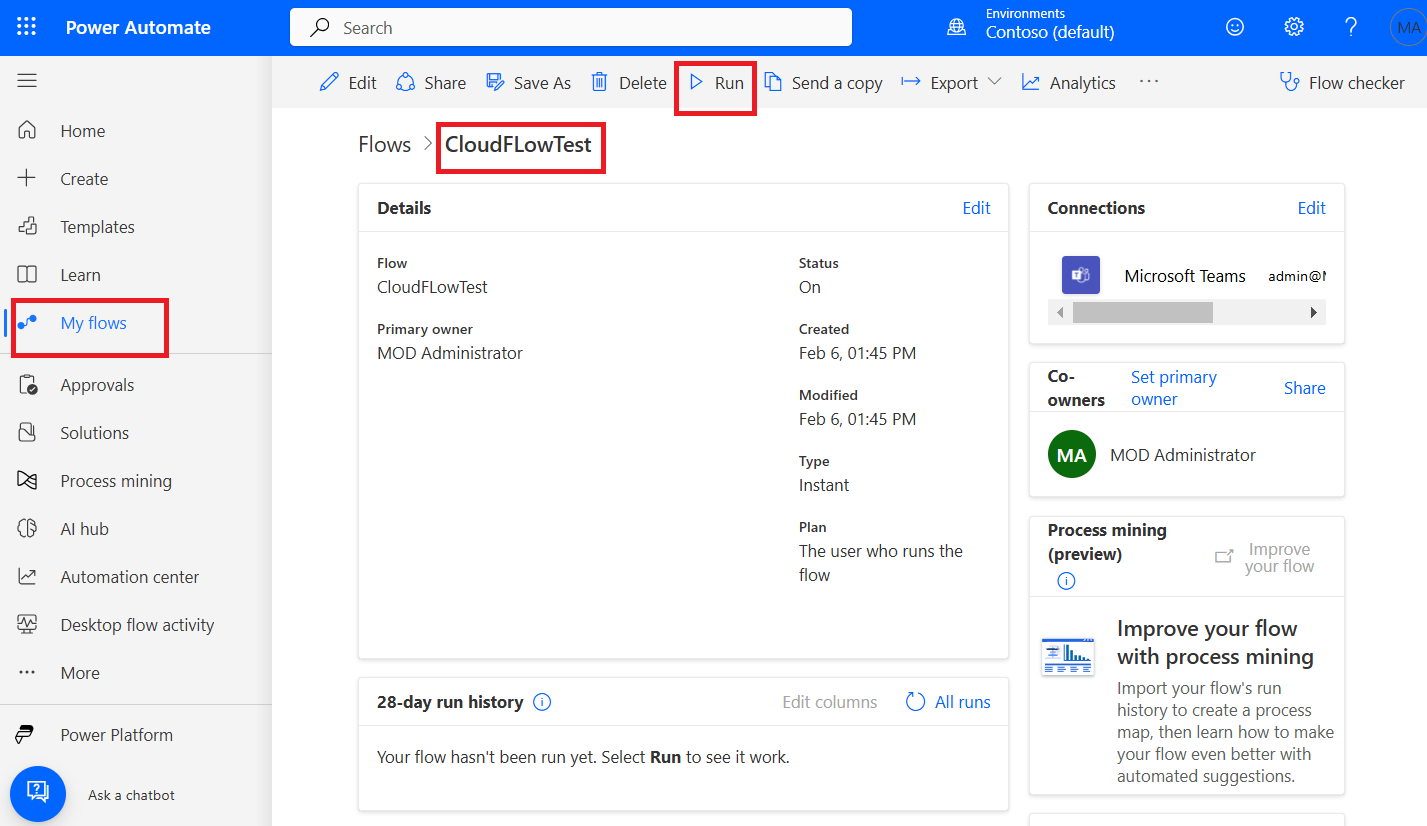 Power Automate
Search
Environments
Contoso (default)
MA
Edit
Share
Save As
Delete
Run
Send a copy
Export
Analytics
Flow checker
Home
Create
Templates
Learn
My flows
Approvals
Solutions
Process mining
AI hub
Automation center
Desktop flow activity
More
Power Platform
Ask a chatbot
Flows
CloudFLowTest
Details
Edit
Flow
CloudFLowTest
Primary owner
MOD Administrator
Status
On
Created
Feb 6, 01:45 PM
Modified
Feb 6, 01:45 PM
Type
Instant
Plan
The user who runs the
flow
28-day run history
Edit columns
All runs
Your flow hasn't been run yet. Select Run to see it work.
Connections
Edit
Microsoft Teams
admin@
Co-
owners
Set primary
owner
Share
MA
MOD Administrator
Process mining
(preview)
Improve
your flow
Improve your flow
with process mining
Import your flow's run
history to create a process
map, then learn how to make
your flow even better with
automated suggestions.